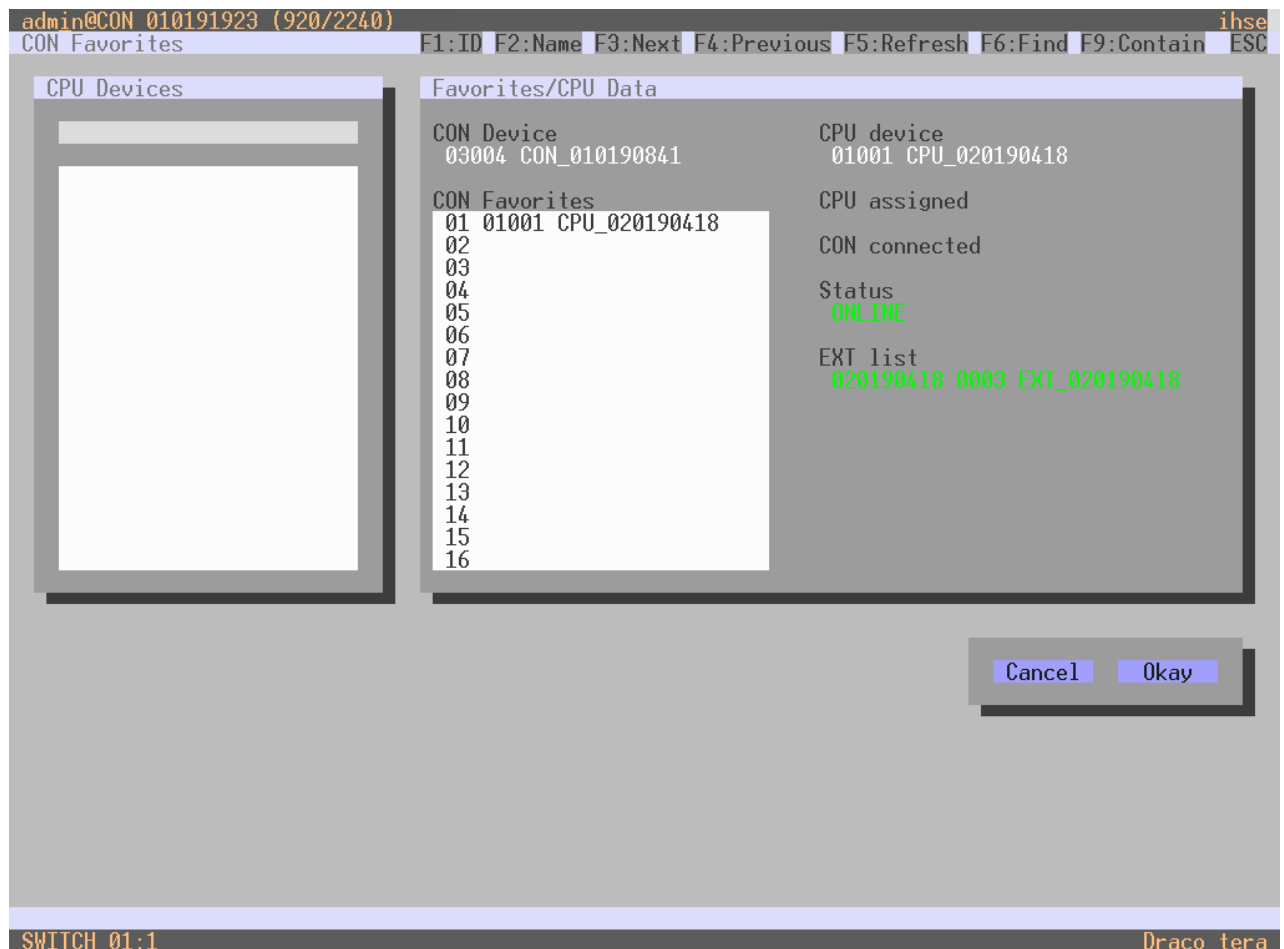 admin@CON 010191923 (920/2240) ihse
CON Favorites F1:ID F2:Name F3:Next F4:Previous F5:Refresh F6:Find F9:Contain ESC
CPU Devices
Favorites/CPU Data
CON Device
03004 CON_010190841
CON Favorites
01 01001 CPU_020190418
02
03
04
05
06
07
08
09
10
11
12
13
14
15
16
CPU device
01001 CPU_020190418
CPU assigned
CON connected
Status
ONLINE
EXT list
020190418 0003 EXT_020190418
Cancel Okay
SWITCH_01:1 Draco tera